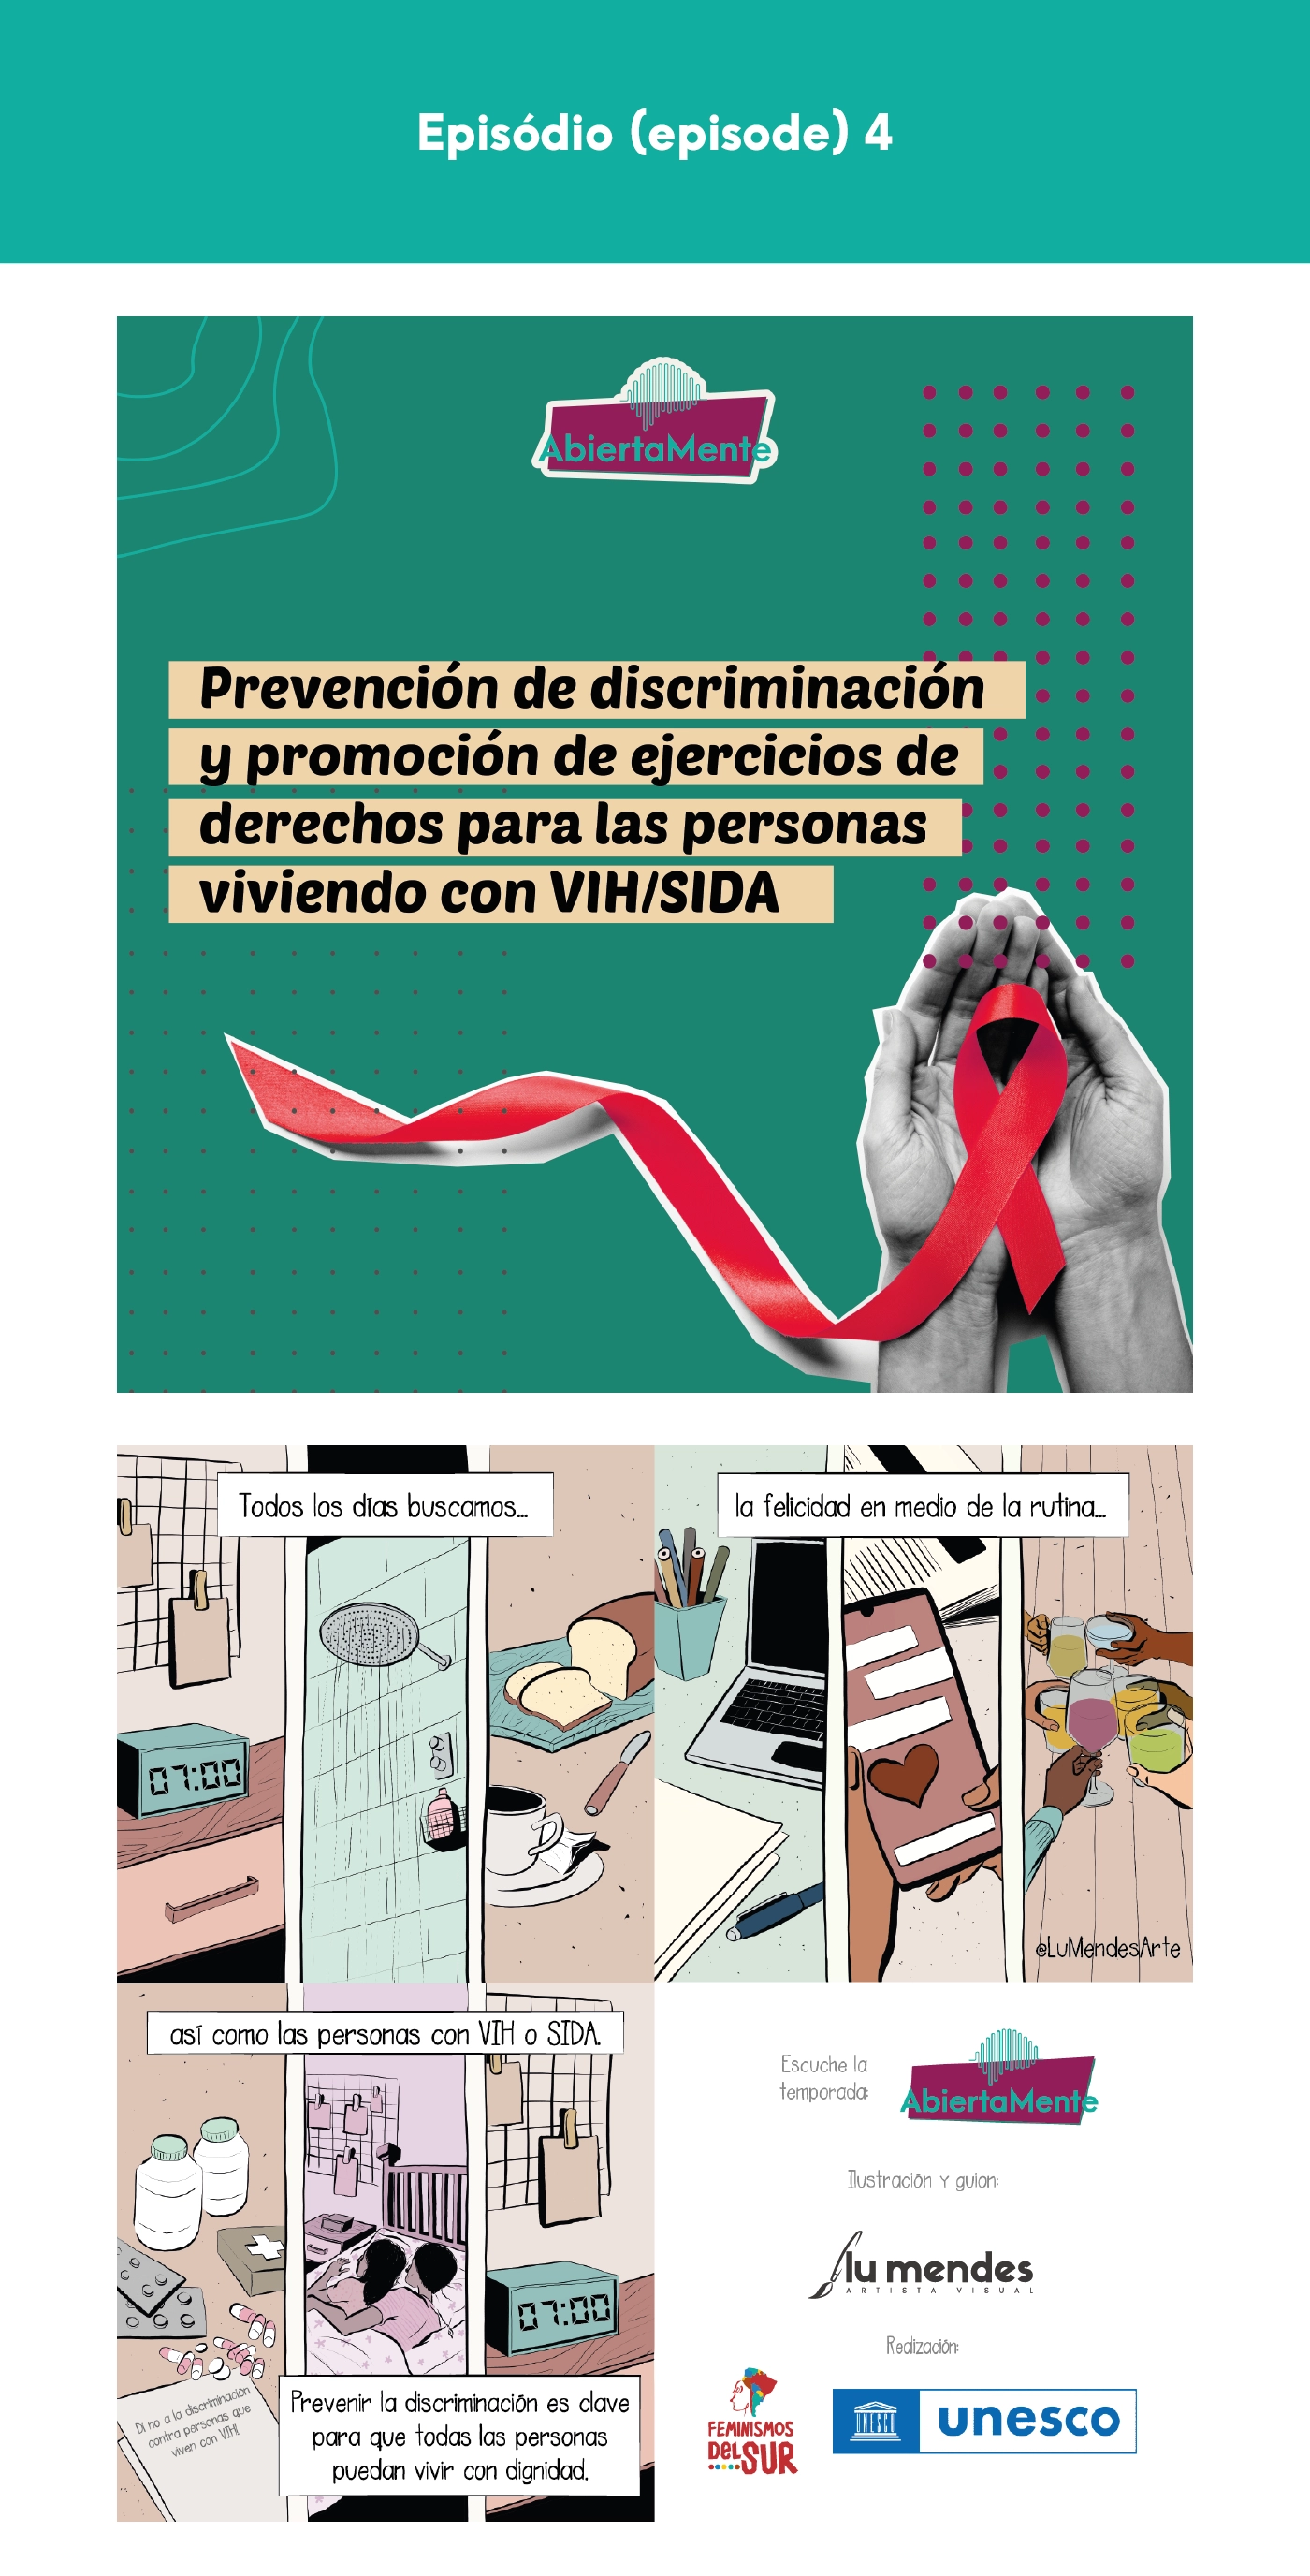 Episódio (episode) 4
AbiertaMente
Prevención de discriminación
y promoción de ejercicios de
derechos para las personas
viviendo con VIH/SIDA
Todos los días buscamos...
07:00
la felicidad en medio de la rutina...
@LuMendesArte
así como las personas con VIH o SIDA.
07:00
Di no a la discriminación
contra personas que
viven con VIH!
Prevenir la discriminación es clave
para que todas las personas
puedan vivir con dignidad.
Escuche la
temporada:
AbiertaMente
Ilustración y guion:
lu mendes
ARTISTA VISUAL
Realización:
FEMINISMOS
DEL SUR
UNESCO
unesco